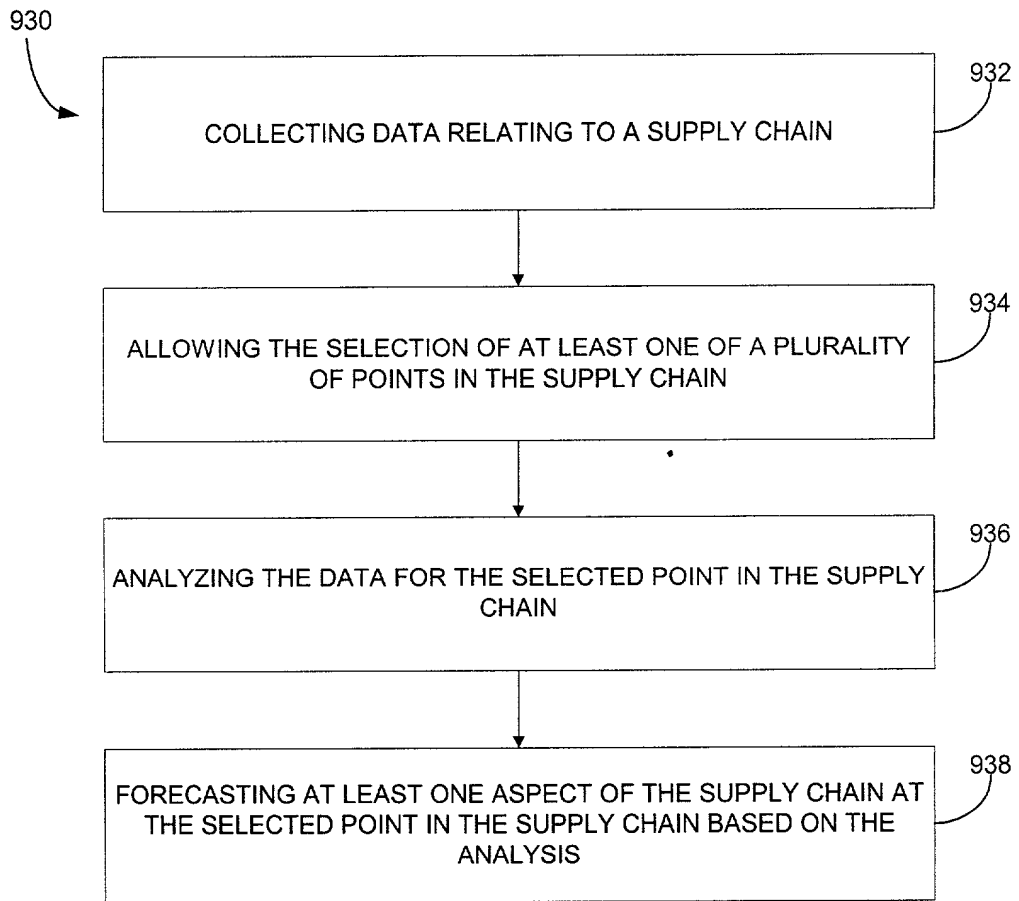 930
932
COLLECTING DATA RELATING TO A SUPPLY CHAIN
934
ALLOWING THE SELECTION OF AT LEAST ONE OF A PLURALITY
OF POINTS IN THE SUPPLY CHAIN
936
ANALYZING THE DATA FOR THE SELECTED POINT IN THE SUPPLY
CHAIN
938
FORECASTING AT LEAST ONE ASPECT OF THE SUPPLY CHAIN AT
THE SELECTED POINT IN THE SUPPLY CHAIN BASED ON THE
ANALYSIS